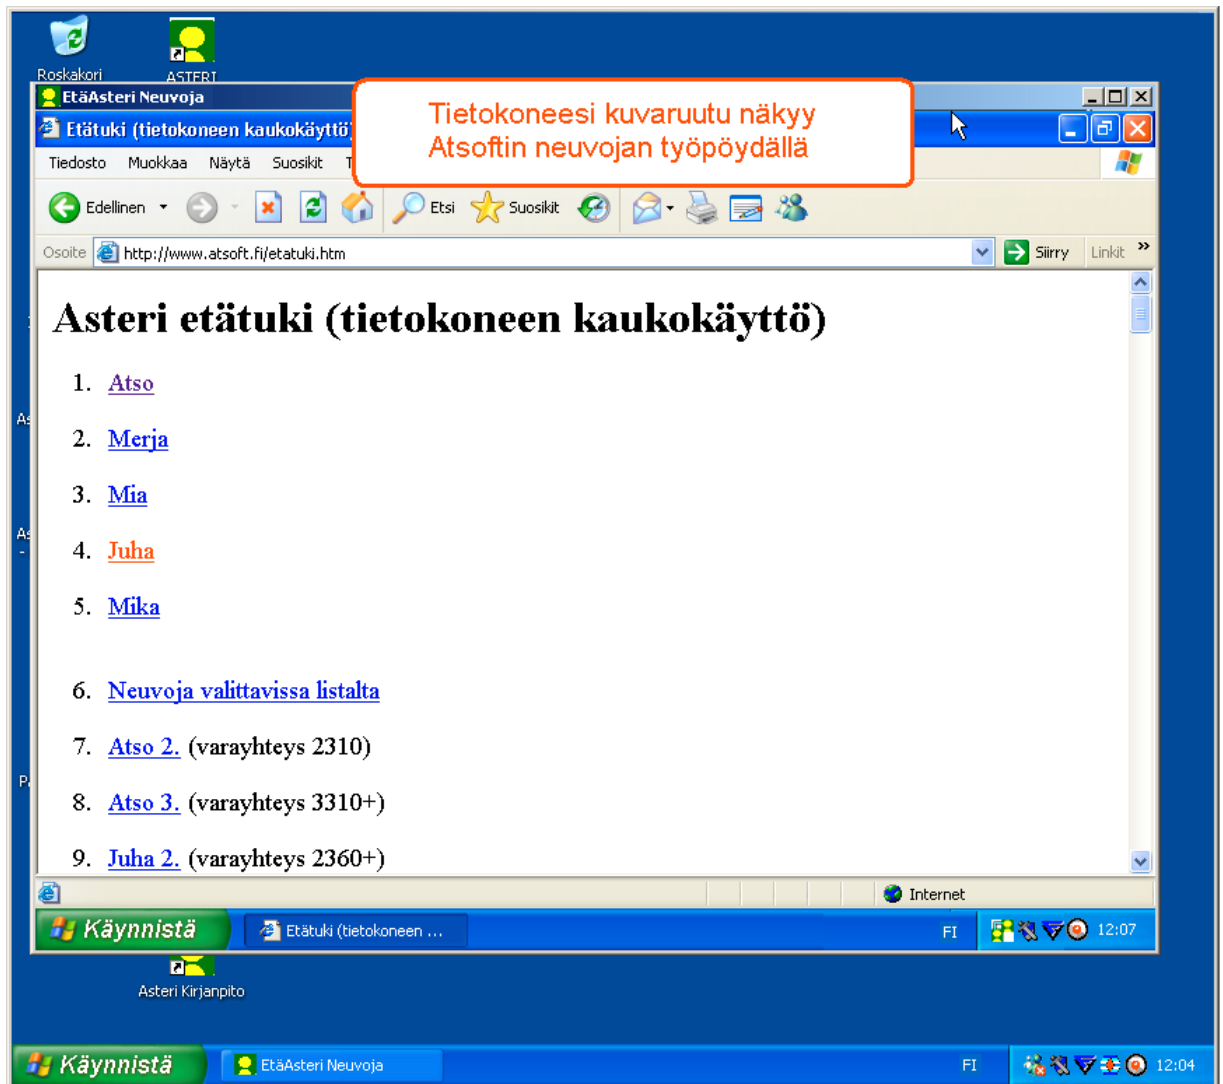 Roskakori
ASTERI
EtäAsteri Neuvoja
Tietokoneesi kuvaruutu näkyy
Atsoftin neuvojan työpöydällä
Etätuki (tietokoneen kaukokäyttö)
Tiedosto Muokkaa Näytä Suosikit T
Edellinen Etsi Suosikit
Osoite http://www.atsoft.fi/etatuki.htm Siirry Linkit »
Asteri etätuki (tietokoneen kaukokäyttö)
1. Atso
2. Merja
3. Mia
4. Juha
5. Mika
6. Neuvoja valittavissa listalta
7. Atso 2. (varayhteys 2310)
8. Atso 3. (varayhteys 3310+)
9. Juha 2. (varayhteys 2360+)
Internet
Käynnistä Etätuki (tietokoneen ... FI 12:07
Asteri Kirjanpito
Käynnistä EtäAsteri Neuvoja FI 12:04